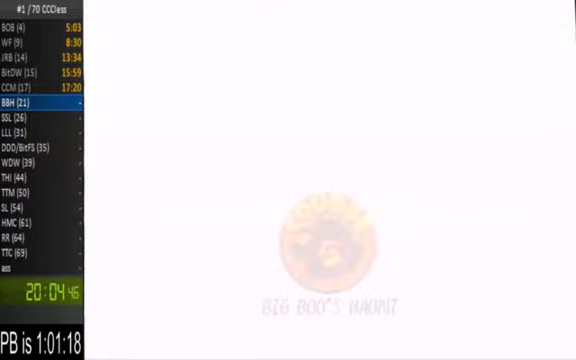 #1 / 70 CCCless
BOB (4) 5:03
WF (9) 8:30
JRB (14) 13:34
BitDW (15) 15:59
CCM (17) 17:20
BBH (21) -
SSL (26) -
LLL (31) -
DDD/BitFS (35) -
WDW (39) -
THI (44) -
TTM (50) -
SL (54) -
HMC (61) -
RR (64) -
TTC (69) -
ass -
20:04 46
PB is 1:01:18
BIG BOO'S HAUNT